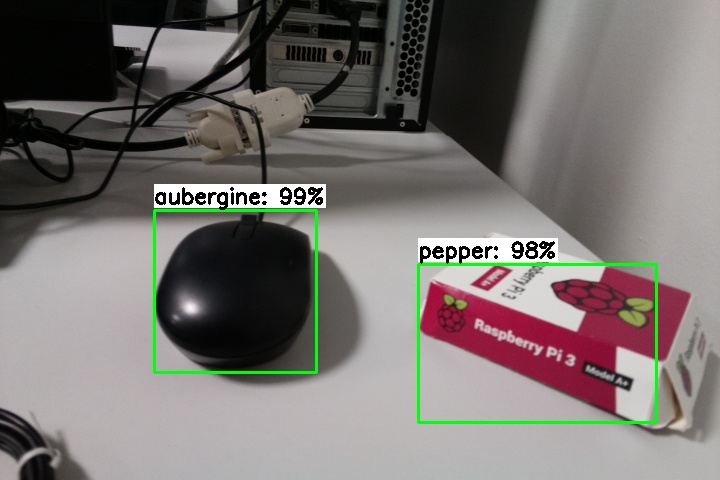 aubergine: 99%
pepper: 98%
Raspberry Pi 3
Raspberry Pi 3
Model A+